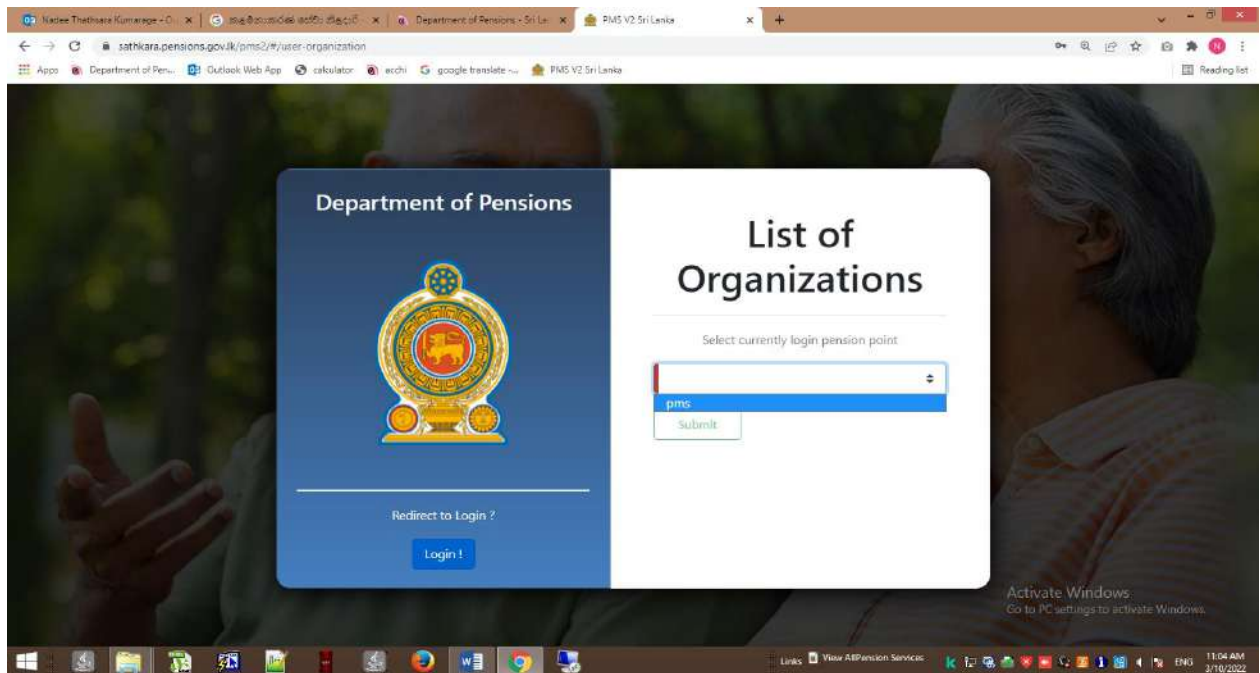 Nadee Thathsara Kumarage - O
Department of Pensions - Sri La
PMS V2 Sri Lanka
sathkara.pensions.gov.lk/pms2/#/user-organization
N
Apps
Department of Pen...
Outlook Web App
calculator
acchi
google translate -...
PMS V2 Sri Lanka
Reading list
Department of Pensions
Redirect to Login ?
Login !
List of
Organizations
Select currently login pension point
pms
Submit
Activate Windows
Go to PC settings to activate Windows.
Links
View AllPension Services
ENG
11:04 AM
3/10/2022